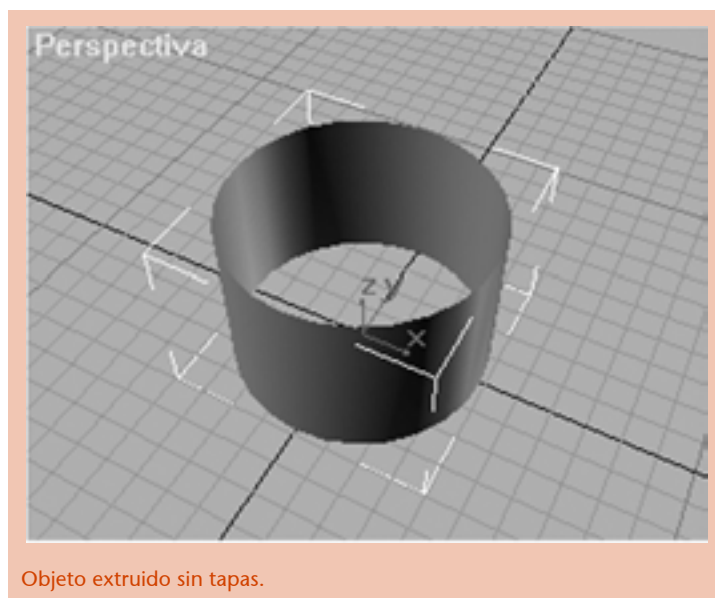 Perspectiva
z y
x
Objeto extruido sin tapas.